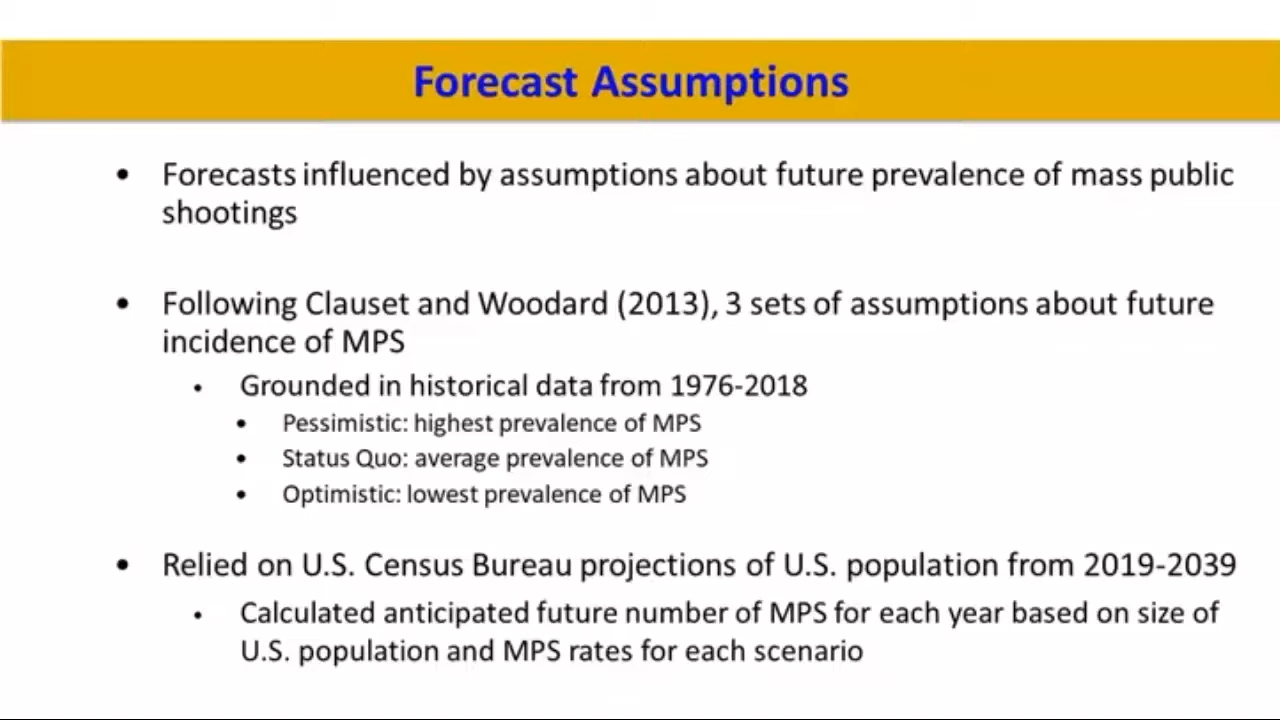 Forecast Assumptions
• Forecasts influenced by assumptions about future prevalence of mass public
shootings
• Following Clauset and Woodard (2013), 3 sets of assumptions about future
incidence of MPS
• Grounded in historical data from 1976-2018
• Pessimistic: highest prevalence of MPS
• Status Quo: average prevalence of MPS
• Optimistic: lowest prevalence of MPS
• Relied on U.S. Census Bureau projections of U.S. population from 2019-2039
• Calculated anticipated future number of MPS for each year based on size of
U.S. population and MPS rates for each scenario